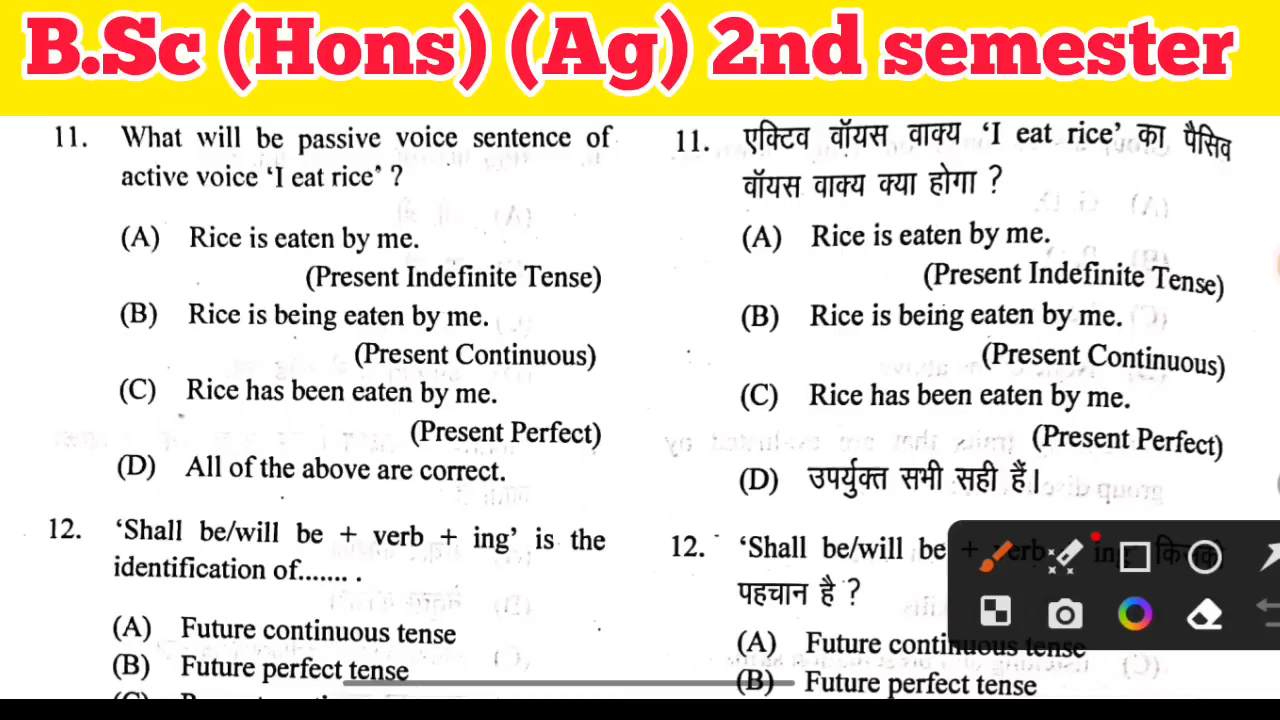 B.Sc (Hons) (Ag) 2nd semester
11. What will be passive voice sentence of
active voice ‘I eat rice’ ?
(A) Rice is eaten by me.
(Present Indefinite Tense)
(B) Rice is being eaten by me.
(Present Continuous)
(C) Rice has been eaten by me.
(Present Perfect)
(D) All of the above are correct.
12. ‘Shall be/will be + verb + ing’ is the
identification of....... .
(A) Future continuous tense
(B) Future perfect tense
11. एक्टिव वॉयस वाक्य ‘I eat rice’ का पैसिव
वॉयस वाक्य क्या होगा ?
(A) Rice is eaten by me.
(Present Indefinite Tense)
(B) Rice is being eaten by me.
(Present Continuous)
(C) Rice has been eaten by me.
(Present Perfect)
(D) उपर्युक्त सभी सही हैं।
12. ‘Shall be/will be + verb + ing’ किसकी
पहचान है ?
(A) Future continuous tense
(B) Future perfect tense